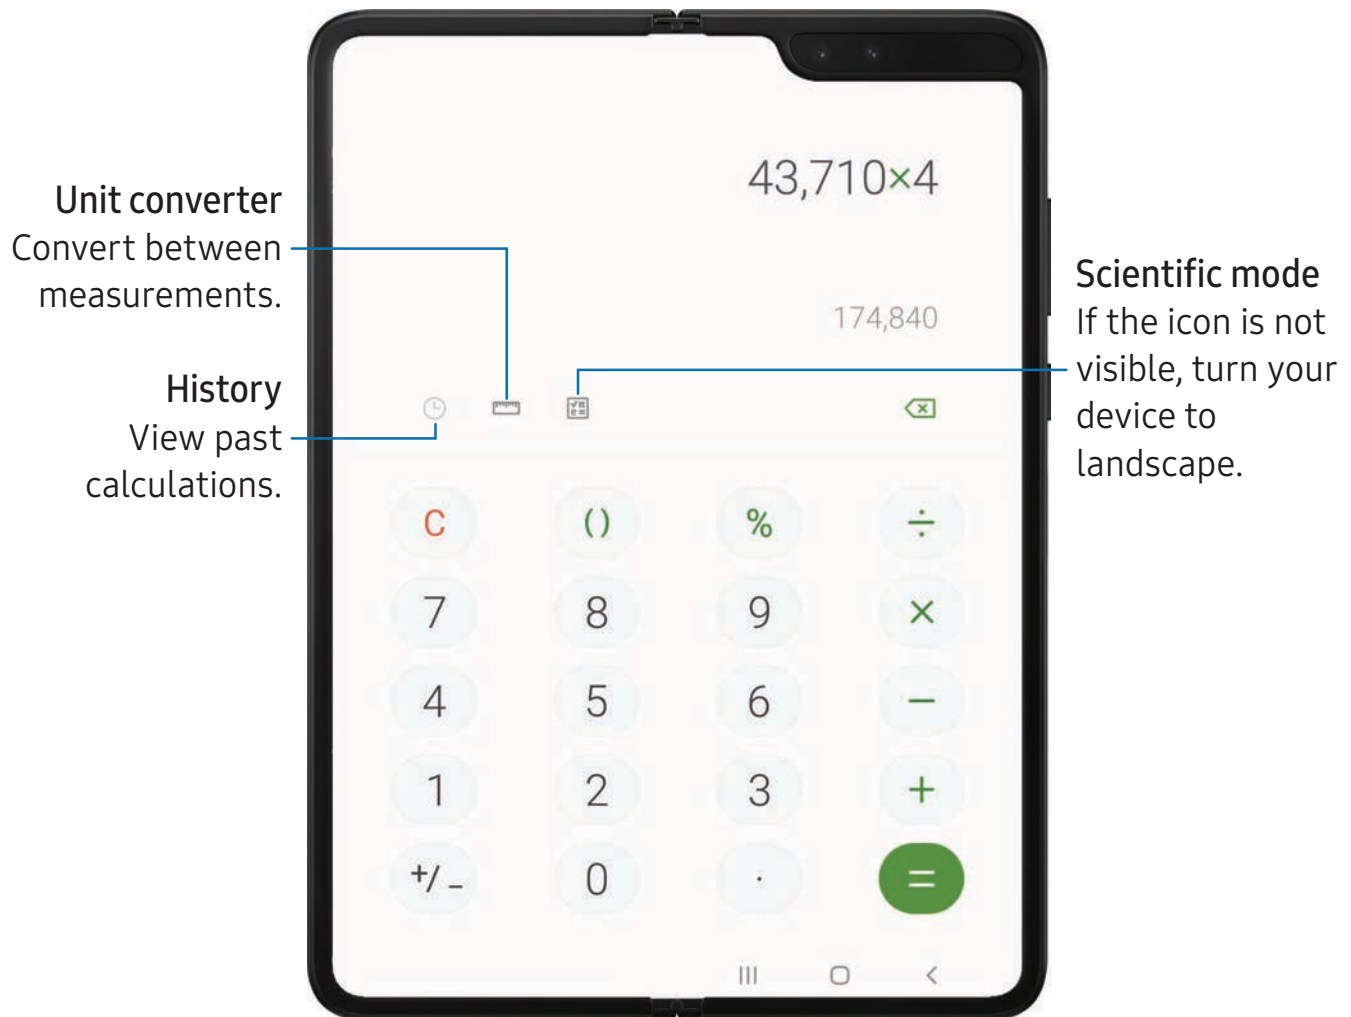 43,710×4
Unit converter
Convert between
measurements.
Scientific mode
If the icon is not
visible, turn your
device to
landscape.
174,840
History
View past
calculations.
C () % ÷
7 8 9 ×
4 5 6 −
1 2 3 +
+/− 0 . =